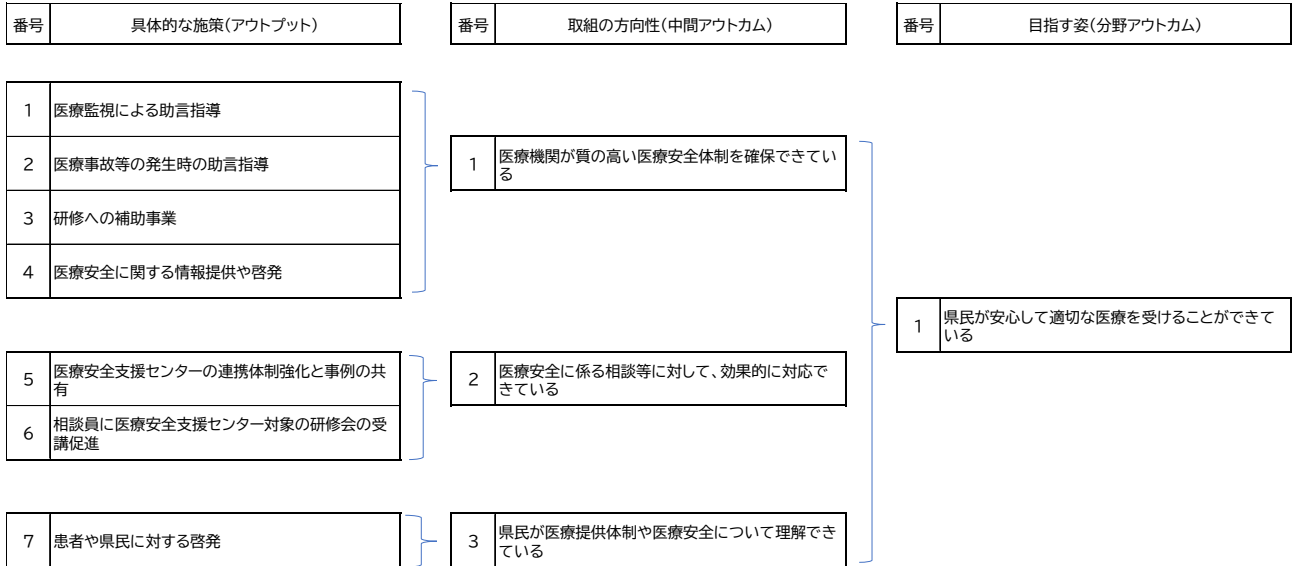 番号 具体的な施策(アウトプット) 番号 取組の方向性(中間アウトカム) 番号 目指す姿(分野アウトカム)
1 医療監視による助言指導
2 医療事故等の発生時の助言指導
3 研修への補助事業
4 医療安全に関する情報提供や啓発
1 医療機関が質の高い医療安全体制を確保できてい
る
5 医療安全支援センターの連携体制強化と事例の共
有
6 相談員に医療安全支援センター対象の研修会の受
講促進
2 医療安全に係る相談等に対して、効果的に対応で
きている
7 患者や県民に対する啓発
3 県民が医療提供体制や医療安全について理解でき
ている
1 県民が安心して適切な医療を受けることができて
いる